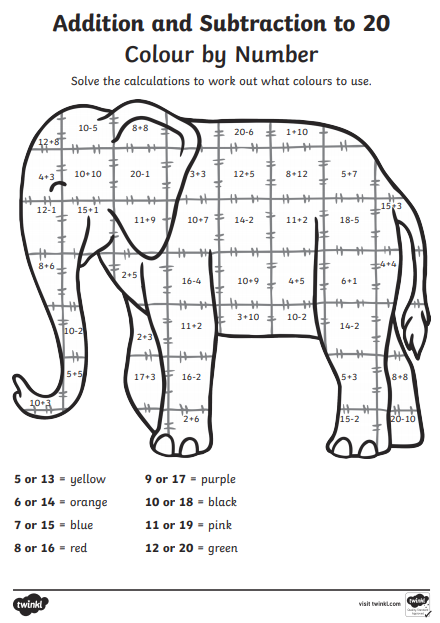 Addition and Subtraction to 20
Colour by Number
Solve the calculations to work out what colours to use.
10-5 8+8 20-6 1+10
12+8
4+3 10+10 20-1 3+3 12+5 8+12 5+7
12-1 15+1 15+3
11+9 10+7 14-2 11+2 18-5
8+6 4+4
2+5 16-4 10+9 4+5 6+1
3+10 10-2
10-2 11+2 14-2
2+3
5+5 17+3 16-2 5+3 8+8
10+3
2+6 15-2 20-10
5 or 13 = yellow 9 or 17 = purple
6 or 14 = orange 10 or 18 = black
7 or 15 = blue 11 or 19 = pink
8 or 16 = red 12 or 20 = green
twinkl visit twinkl.com twinkl